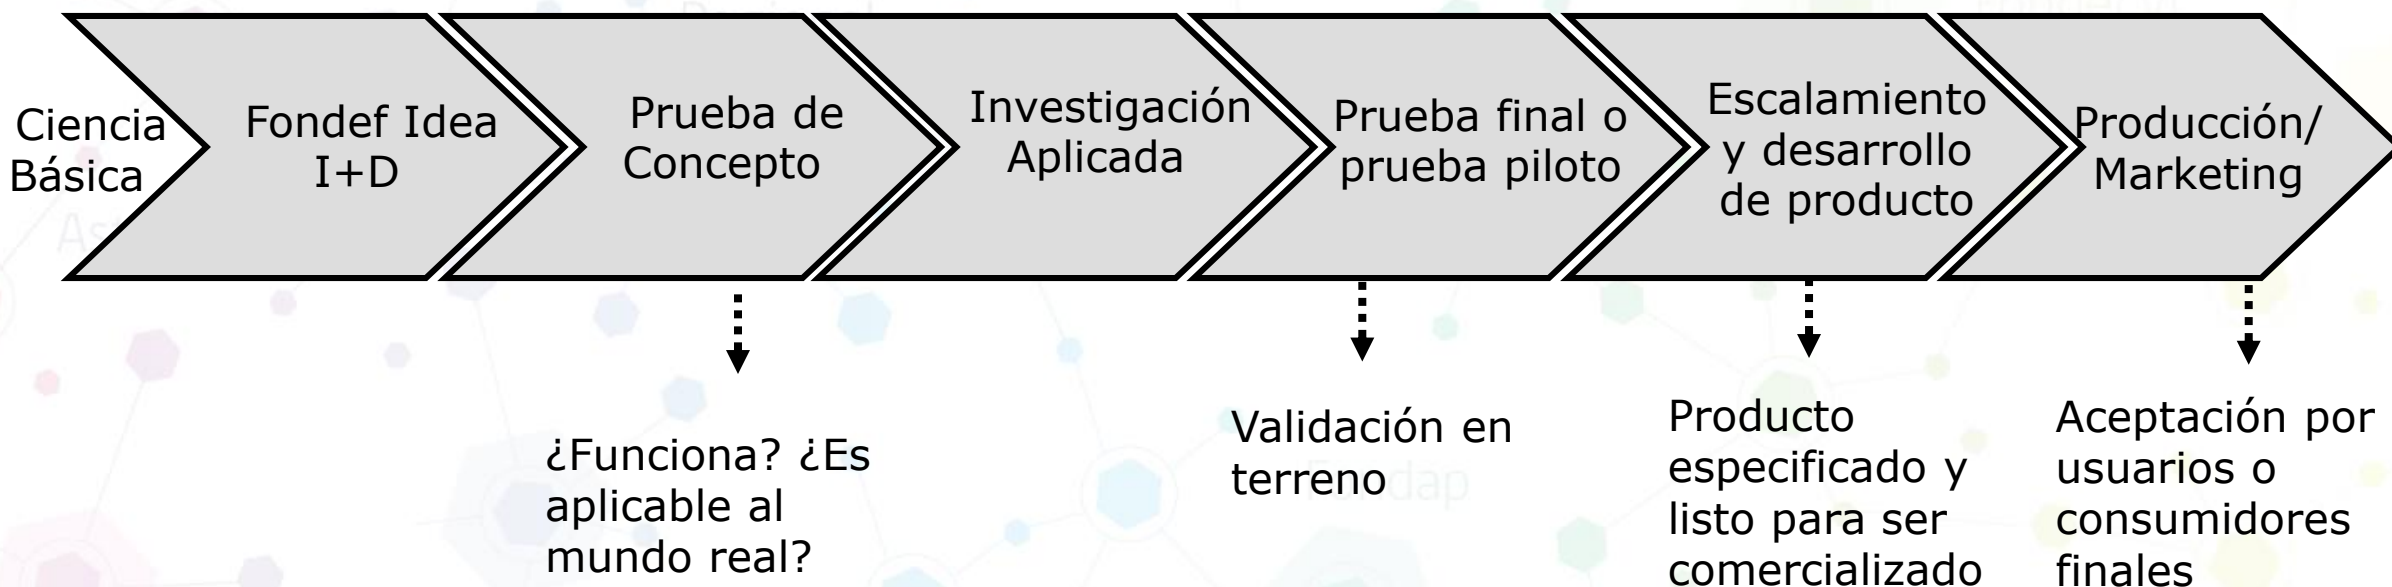 Ciencia
Básica
Fondef Idea
I+D
Prueba de
Concepto
Investigación
Aplicada
Prueba final o
prueba piloto
Escalamiento
y desarrollo
de producto
Producción/
Marketing
¿Funciona? ¿Es
aplicable al
mundo real?
Validación en
terreno
Producto
especificado y
listo para ser
comercializado
Aceptación por
usuarios o
consumidores
finales